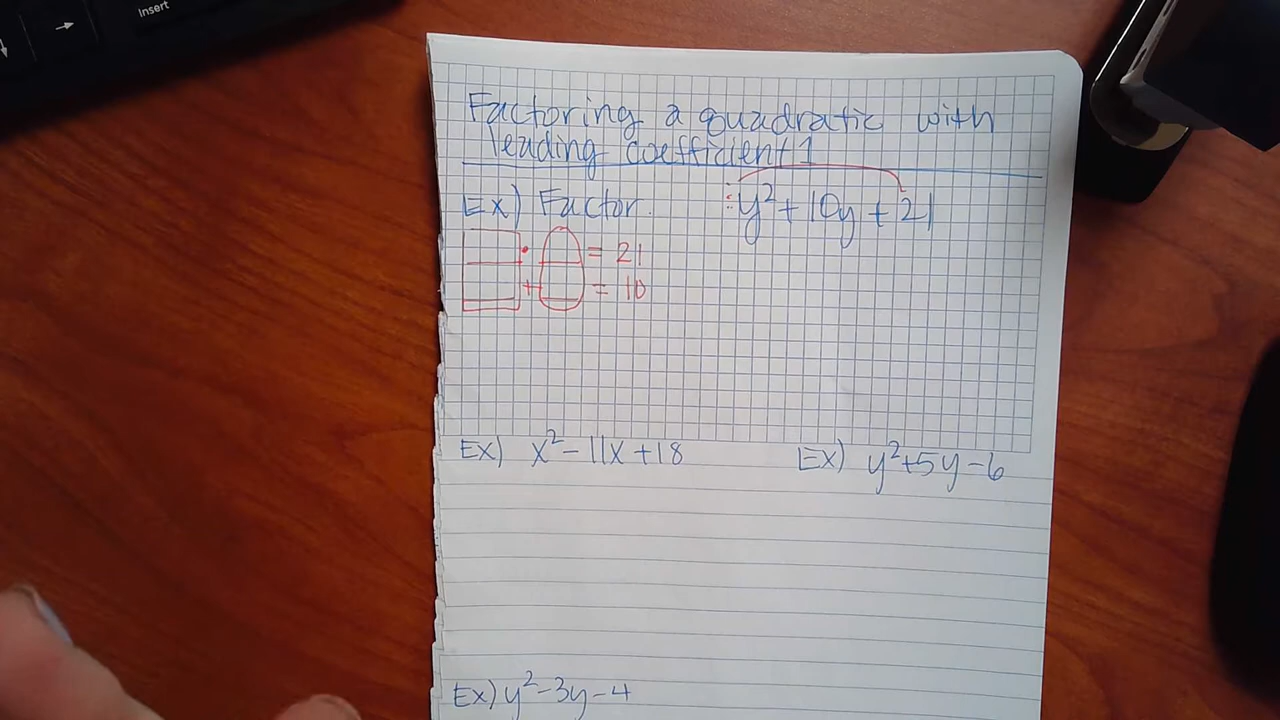 Insert
Factoring a quadratic with
leading coefficient 1
Ex) Factor. y² + 10y + 21
· = 21
+ = 10
Ex) x² - 11x + 18
Ex) y² + 5y - 6
Ex) y² - 3y - 4